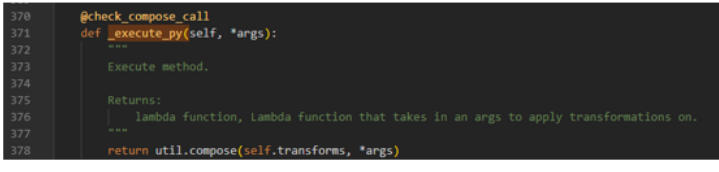 370 @check_compose_call
371 def _execute_py(self, *args):
372 """
373 Execute method.
374
375 Returns:
376 lambda function, Lambda function that takes in an args to apply transformations on.
377 """
378 return util.compose(self.transforms, *args)